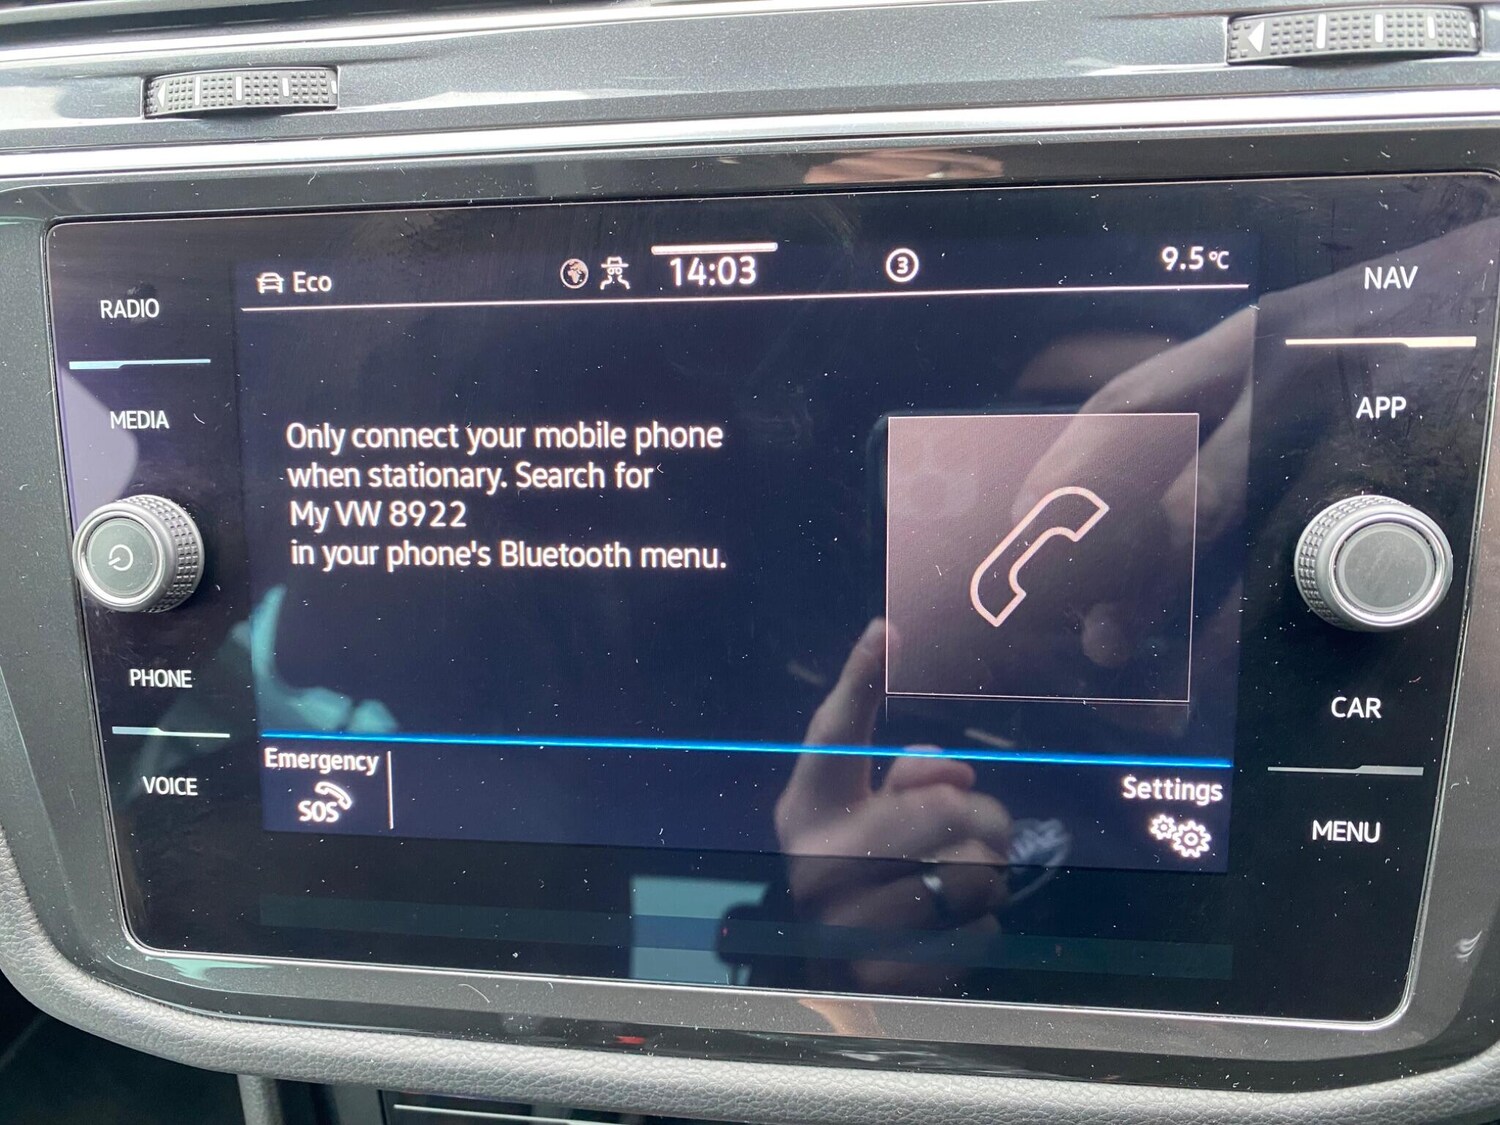 Eco
14:03
3
9.5°C
RADIO
MEDIA
PHONE
VOICE
Only connect your mobile phone
when stationary. Search for
My VW 8922
in your phone's Bluetooth menu.
Emergency
SOS
Settings
NAV
APP
CAR
MENU